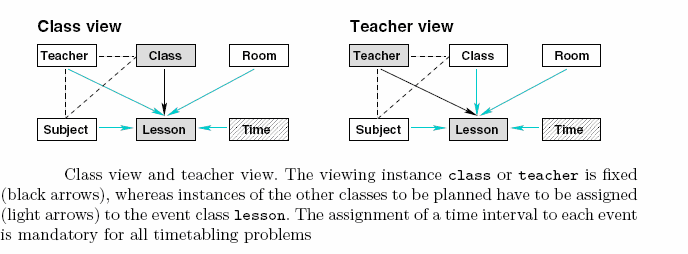 Class view
Teacher view
Teacher
Class
Room
Teacher
Class
Room
Subject
Lesson
Time
Subject
Lesson
Time
Class view and teacher view. The viewing instance class or teacher is fixed
(black arrows), whereas instances of the other classes to be planned have to be assigned
(light arrows) to the event class lesson. The assignment of a time interval to each event
is mandatory for all timetabling problems